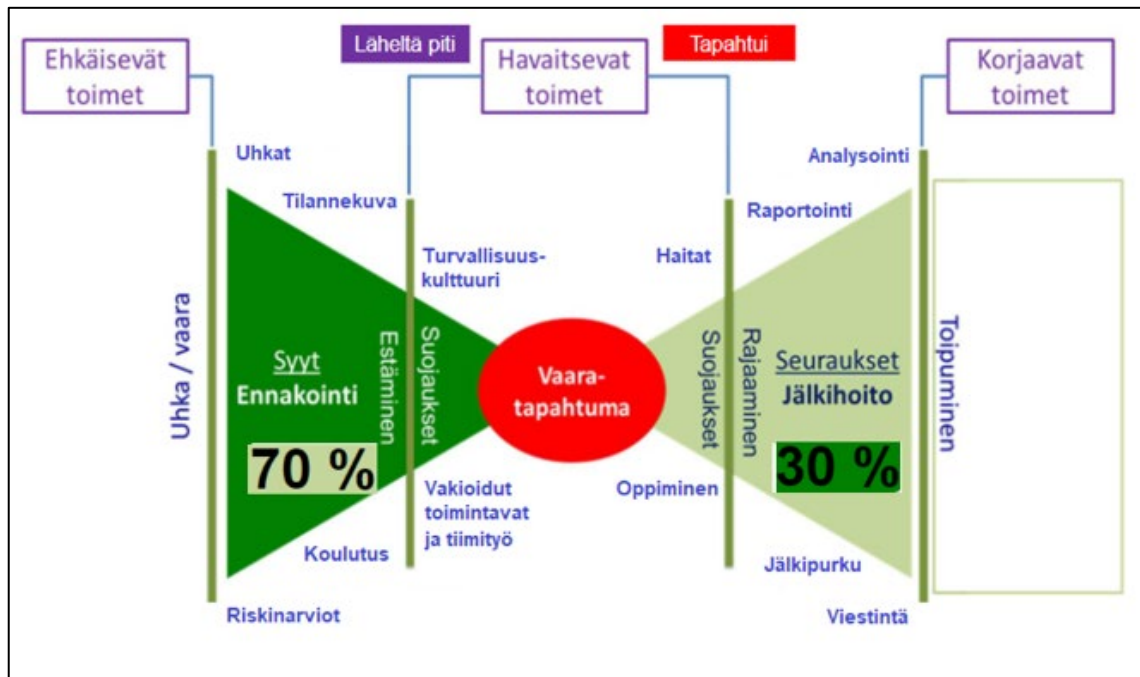 Ehkäisevät
toimet
Läheltä piti
Havaitsevat
toimet
Tapahtui
Korjaavat
toimet
Uhkat
Tilannekuva
Turvallisuus-
kulttuuri
Uhka / vaara
Syyt
Ennakointi
70 %
Estäminen
Suojaukset
Vaara-
tapahtuma
Koulutus
Riskinarviot
Vakioidut
toimintavat
ja tiimityö
Analysointi
Raportointi
Haitat
Suojaukset
Rajaaminen
Seuraukset
Jälkihoito
30 %
Toipuminen
Oppiminen
Jälkipurku
Viestintä